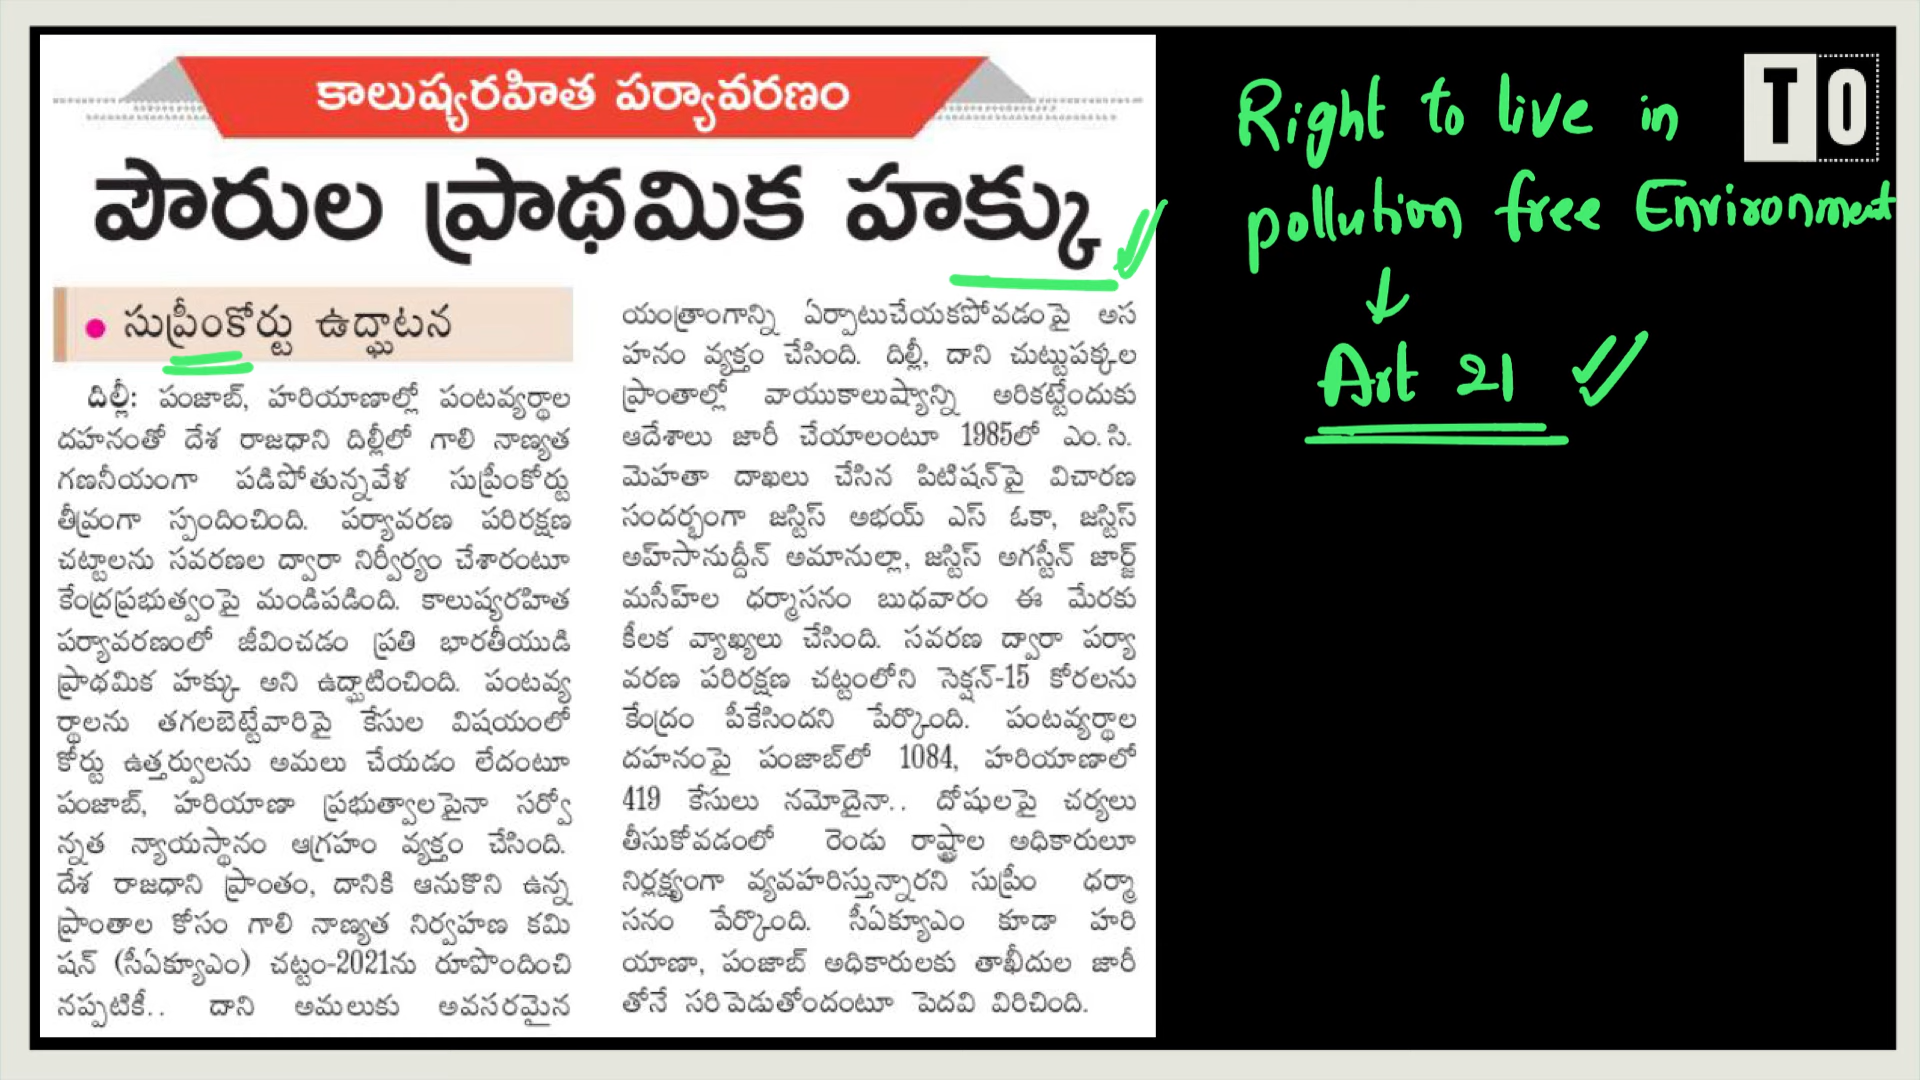 కాలుష్యరహిత పర్యావరణం
పౌరుల ప్రాథమిక హక్కు
• సుప్రీంకోర్టు ఉద్ఘాటన
దిల్లీ: పంజాబ్, హరియాణాల్లో పంటవ్యర్థాల
దహనంతో దేశ రాజధాని దిల్లీలో గాలి నాణ్యత
గణనీయంగా పడిపోతున్నవేళ సుప్రీంకోర్టు
తీవ్రంగా స్పందించింది. పర్యావరణ పరిరక్షణ
చట్టాలను సవరణల ద్వారా నిర్వీర్యం చేశారంటూ
కేంద్రప్రభుత్వంపై మండిపడింది. కాలుష్యరహిత
పర్యావరణంలో జీవించడం ప్రతి భారతీయుడి
ప్రాథమిక హక్కు అని ఉద్ఘాటించింది. పంటవ్య
ర్థాలను తగలబెట్టేవారిపై కేసుల విషయంలో
కోర్టు ఉత్తర్వులను అమలు చేయడం లేదంటూ
పంజాబ్, హరియాణా ప్రభుత్వాలపైనా సర్వో
న్నత న్యాయస్థానం ఆగ్రహం వ్యక్తం చేసింది.
దేశ రాజధాని ప్రాంతం, దానికి ఆనుకొని ఉన్న
ప్రాంతాల కోసం గాలి నాణ్యత నిర్వహణ కమి
షన్ (సీఏక్యూఎం) చట్టం-2021ను రూపొందించి
నప్పటికీ.. దాని అమలుకు అవసరమైన
యంత్రాంగాన్ని ఏర్పాటుచేయకపోవడంపై అస
హనం వ్యక్తం చేసింది. దిల్లీ, దాని చుట్టుపక్కల
ప్రాంతాల్లో వాయుకాలుష్యాన్ని అరికట్టేందుకు
ఆదేశాలు జారీ చేయాలంటూ 1985లో ఎం.సి.
మెహతా దాఖలు చేసిన పిటిషన్‌పై విచారణ
సందర్భంగా జస్టిస్ అభయ్ ఎస్ ఓకా, జస్టిస్
అహ్‌సానుద్దీన్ అమానుల్లా, జస్టిస్ అగస్టీన్ జార్జ్
మసీహ్‌ల ధర్మాసనం బుధవారం ఈ మేరకు
కీలక వ్యాఖ్యలు చేసింది. సవరణ ద్వారా పర్యా
వరణ పరిరక్షణ చట్టంలోని సెక్షన్-15 కోరలను
కేంద్రం పీకేసిందని పేర్కొంది. పంటవ్యర్థాల
దహనంపై పంజాబ్‌లో 1084, హరియాణాలో
419 కేసులు నమోదైనా.. దోషులపై చర్యలు
తీసుకోవడంలో రెండు రాష్ట్రాల అధికారులూ
నిర్లక్ష్యంగా వ్యవహరిస్తున్నారని సుప్రీం ధర్మా
సనం పేర్కొంది. సీఏక్యూఎం కూడా హరి
యాణా, పంజాబ్ అధికారులకు తాఖీదుల జారీ
తోనే సరిపెడుతోందంటూ పెదవి విరిచింది.
Right to live in
pollution free Environment
Art 21
TO